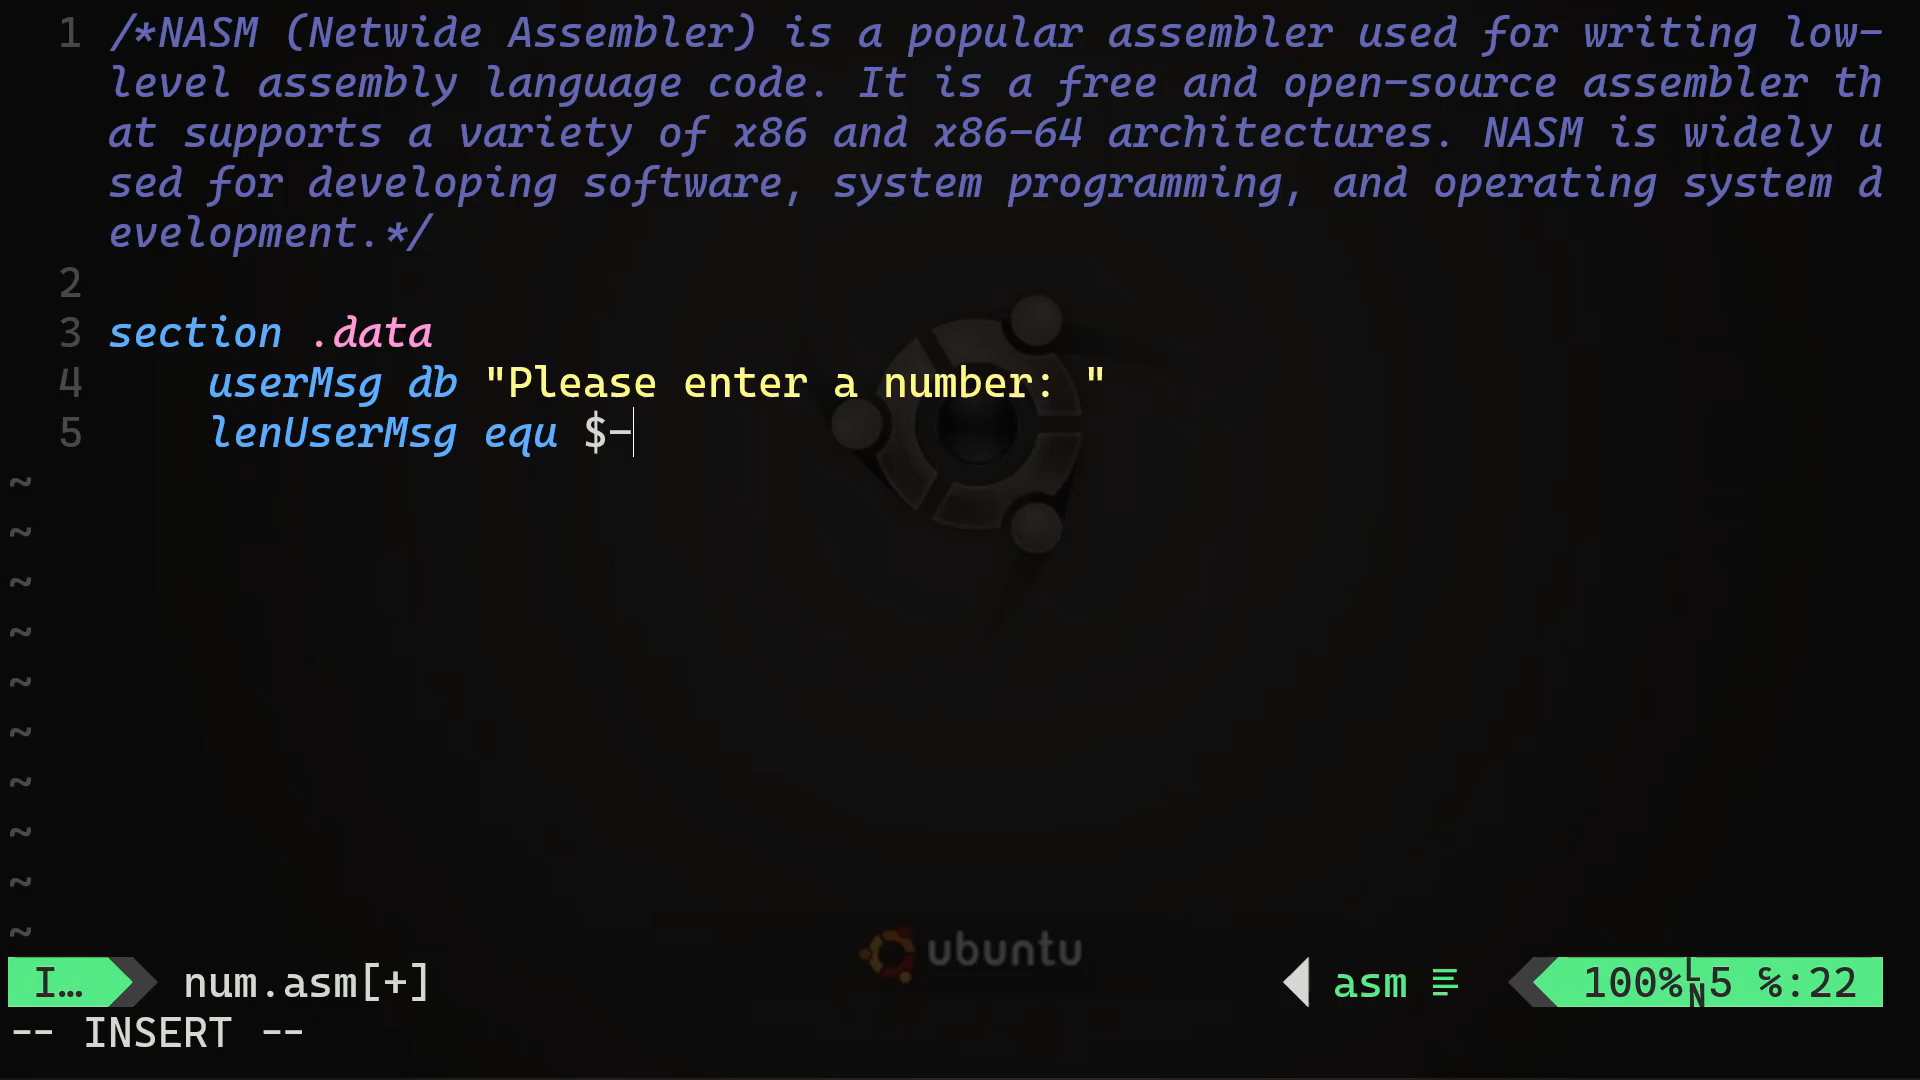 1 /*NASM (Netwide Assembler) is a popular assembler used for writing low-
level assembly language code. It is a free and open-source assembler th
at supports a variety of x86 and x86-64 architectures. NASM is widely u
sed for developing software, system programming, and operating system d
evelopment.*/
2
3 section .data
4     userMsg db "Please enter a number: "
5     lenUserMsg equ $-
~
~
~
~
~
~
~
~
~
~
ubuntu
I… num.asm[+] asm ☰ 100%␤5 ℅:22
-- INSERT --